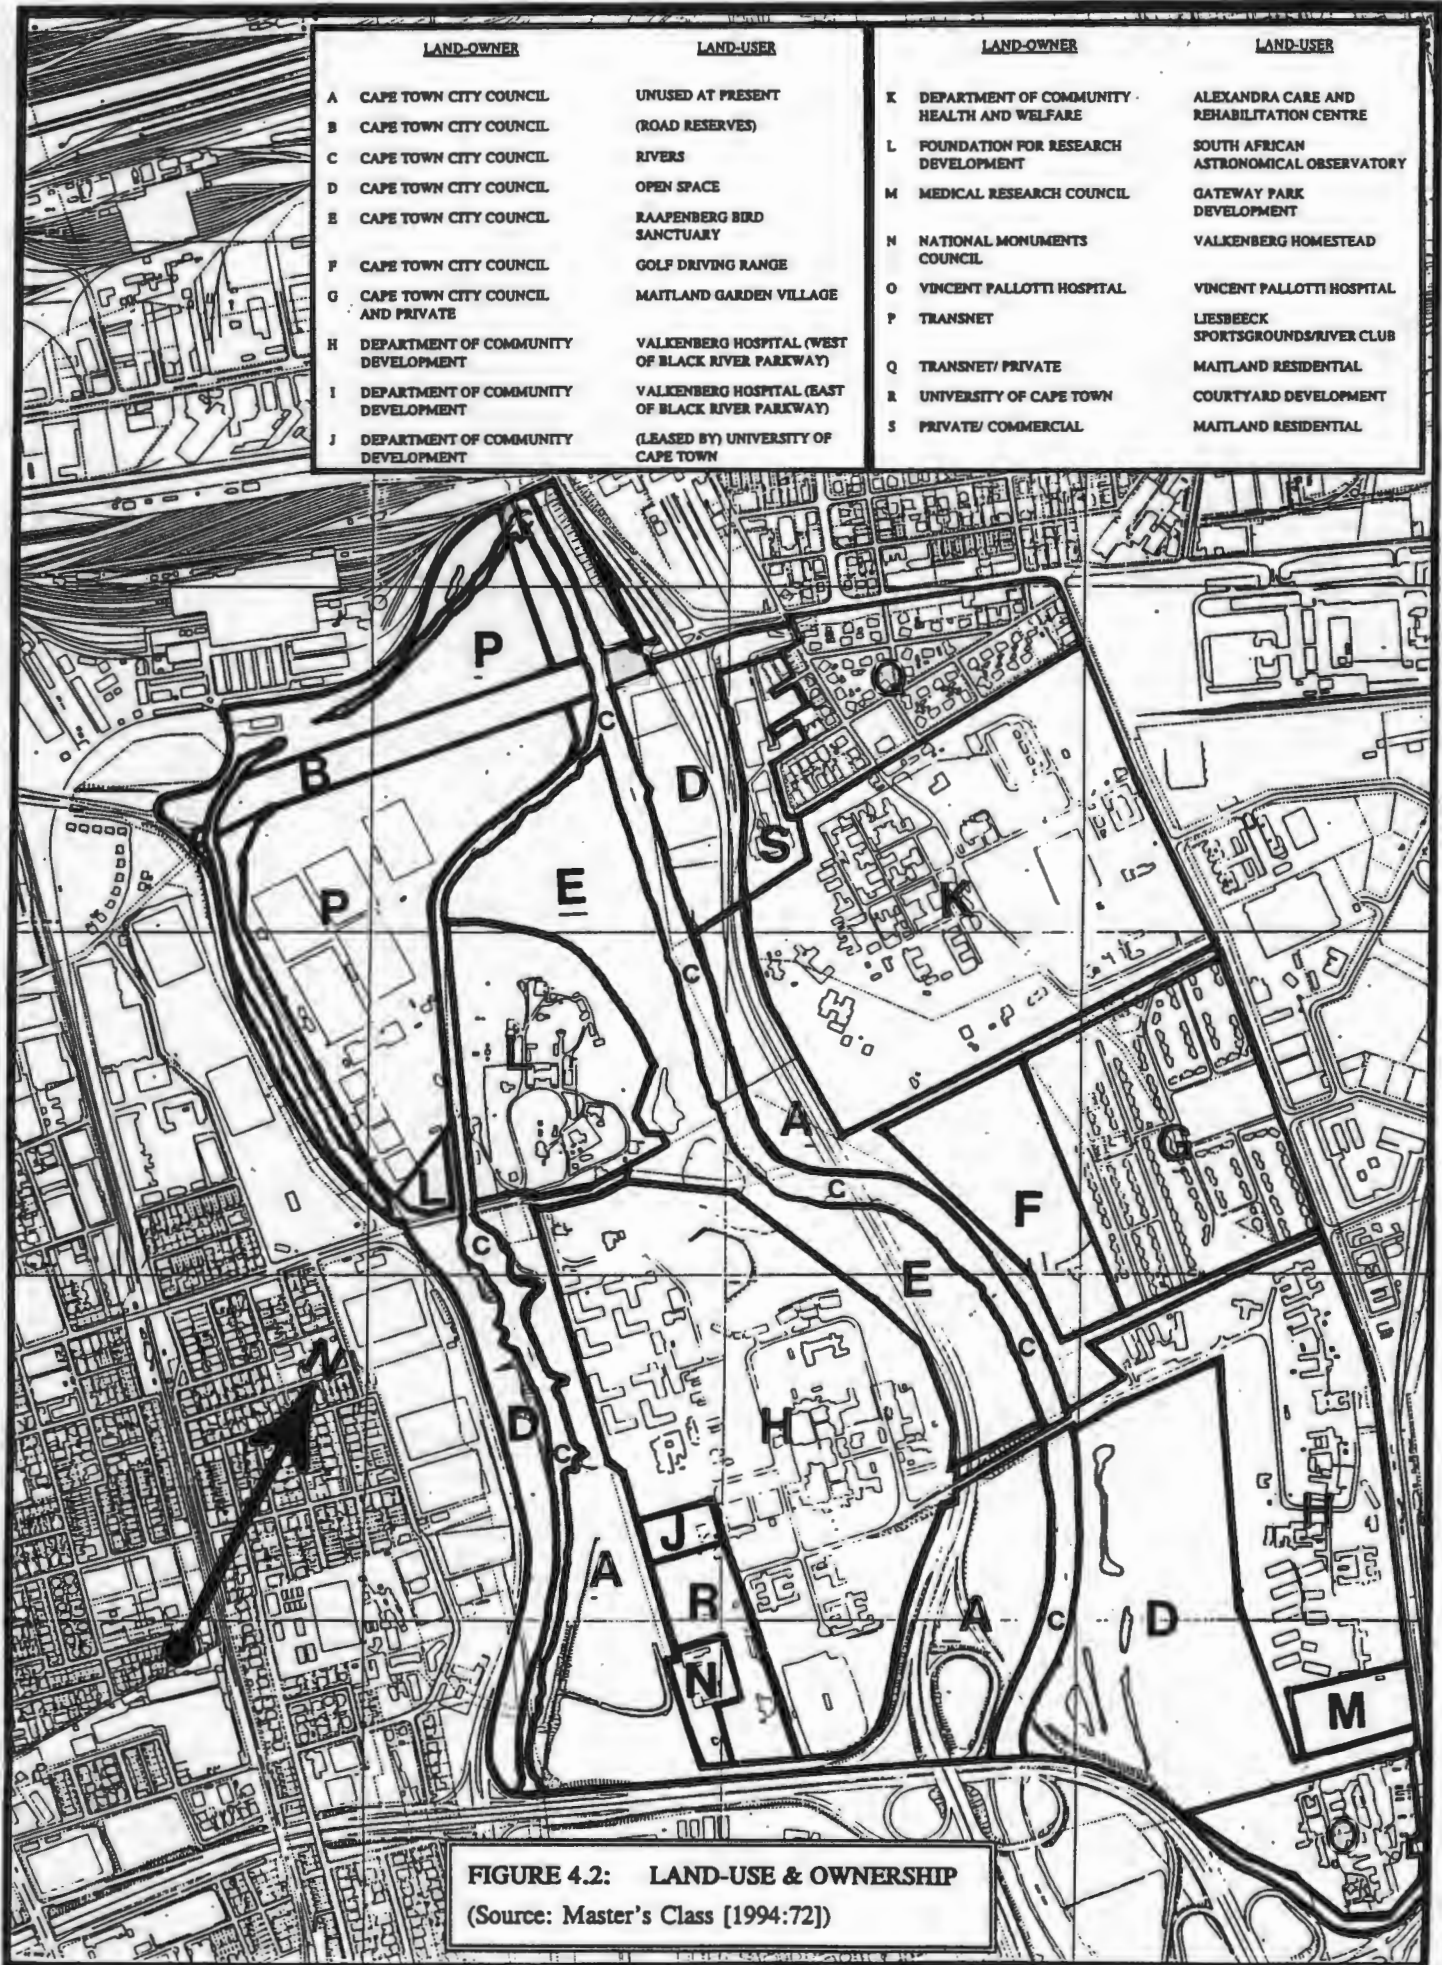 LAND-OWNER LAND-USER
A CAPE TOWN CITY COUNCIL UNUSED AT PRESENT
B CAPE TOWN CITY COUNCIL (ROAD RESERVES)
C CAPE TOWN CITY COUNCIL RIVERS
D CAPE TOWN CITY COUNCIL OPEN SPACE
E CAPE TOWN CITY COUNCIL RAAPENBERG BIRD
SANCTUARY
F CAPE TOWN CITY COUNCIL GOLF DRIVING RANGE
G CAPE TOWN CITY COUNCIL MAITLAND GARDEN VILLAGE
AND PRIVATE
H DEPARTMENT OF COMMUNITY VALKENBERG HOSPITAL (WEST
DEVELOPMENT OF BLACK RIVER PARKWAY)
I DEPARTMENT OF COMMUNITY VALKENBERG HOSPITAL (EAST
DEVELOPMENT OF BLACK RIVER PARKWAY)
J DEPARTMENT OF COMMUNITY (LEASED BY) UNIVERSITY OF
DEVELOPMENT CAPE TOWN
LAND-OWNER LAND-USER
K DEPARTMENT OF COMMUNITY ALEXANDRA CARE AND
HEALTH AND WELFARE REHABILITATION CENTRE
L FOUNDATION FOR RESEARCH SOUTH AFRICAN
DEVELOPMENT ASTRONOMICAL OBSERVATORY
M MEDICAL RESEARCH COUNCIL GATEWAY PARK
DEVELOPMENT
N NATIONAL MONUMENTS VALKENBERG HOMESTEAD
COUNCIL
O VINCENT PALLOTTI HOSPITAL VINCENT PALLOTTI HOSPITAL
P TRANSNET LIESBEECK
SPORTSGROUNDS/RIVER CLUB
Q TRANSNET/ PRIVATE MAITLAND RESIDENTIAL
R UNIVERSITY OF CAPE TOWN COURTYARD DEVELOPMENT
S PRIVATE/ COMMERCIAL MAITLAND RESIDENTIAL
P
Q
C
B
D
S
E
P
K
C
L
A
G
L
C
F
C
E
N
C
D
H
C
H
J
A
R
A
C
D
N
M
O
FIGURE 4.2: LAND-USE & OWNERSHIP
(Source: Master's Class [1994:72])